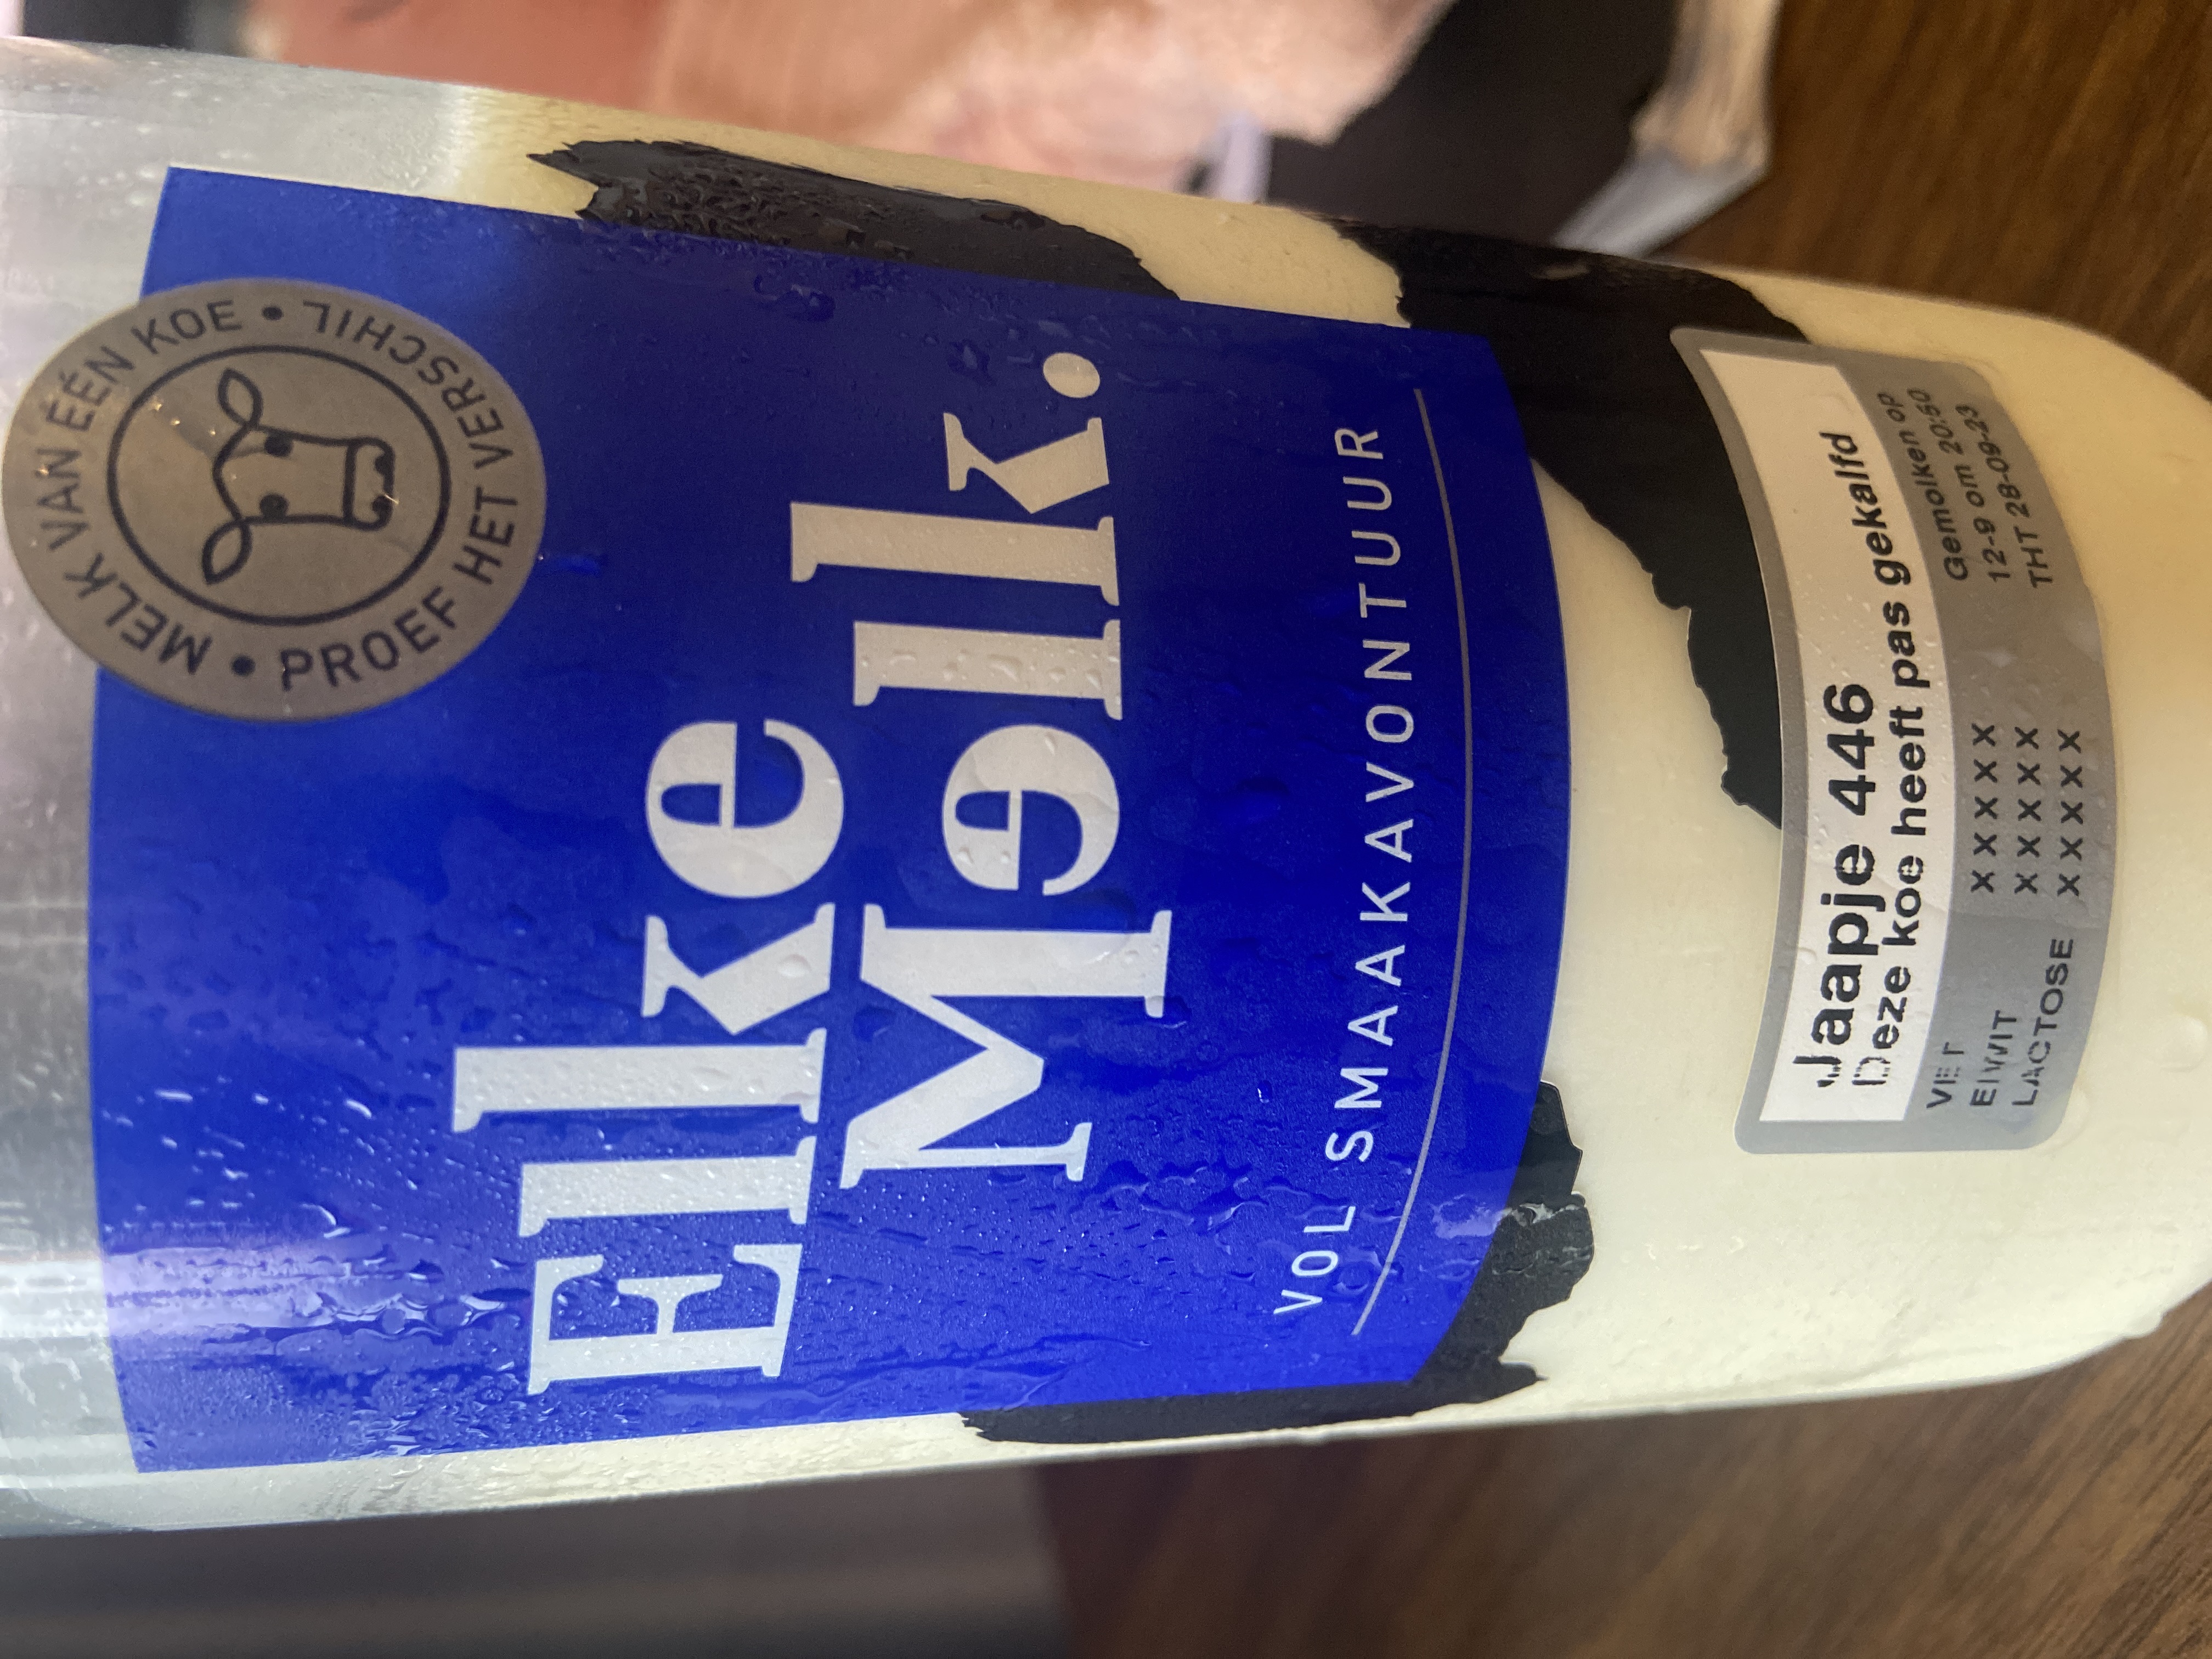 MELK VAN ÉÉN KOE • PROEF HET VERSCHIL •
Elke
Mǝlk.
VOL SMAAKAVONTUUR
Jaapje 446
Deze koe heeft pas gekalfd
Gemolken op
12-9 om 20:50
THT 28-09-23
VET XXXXX
EIWIT XXXXX
LACTOSE XXXXX